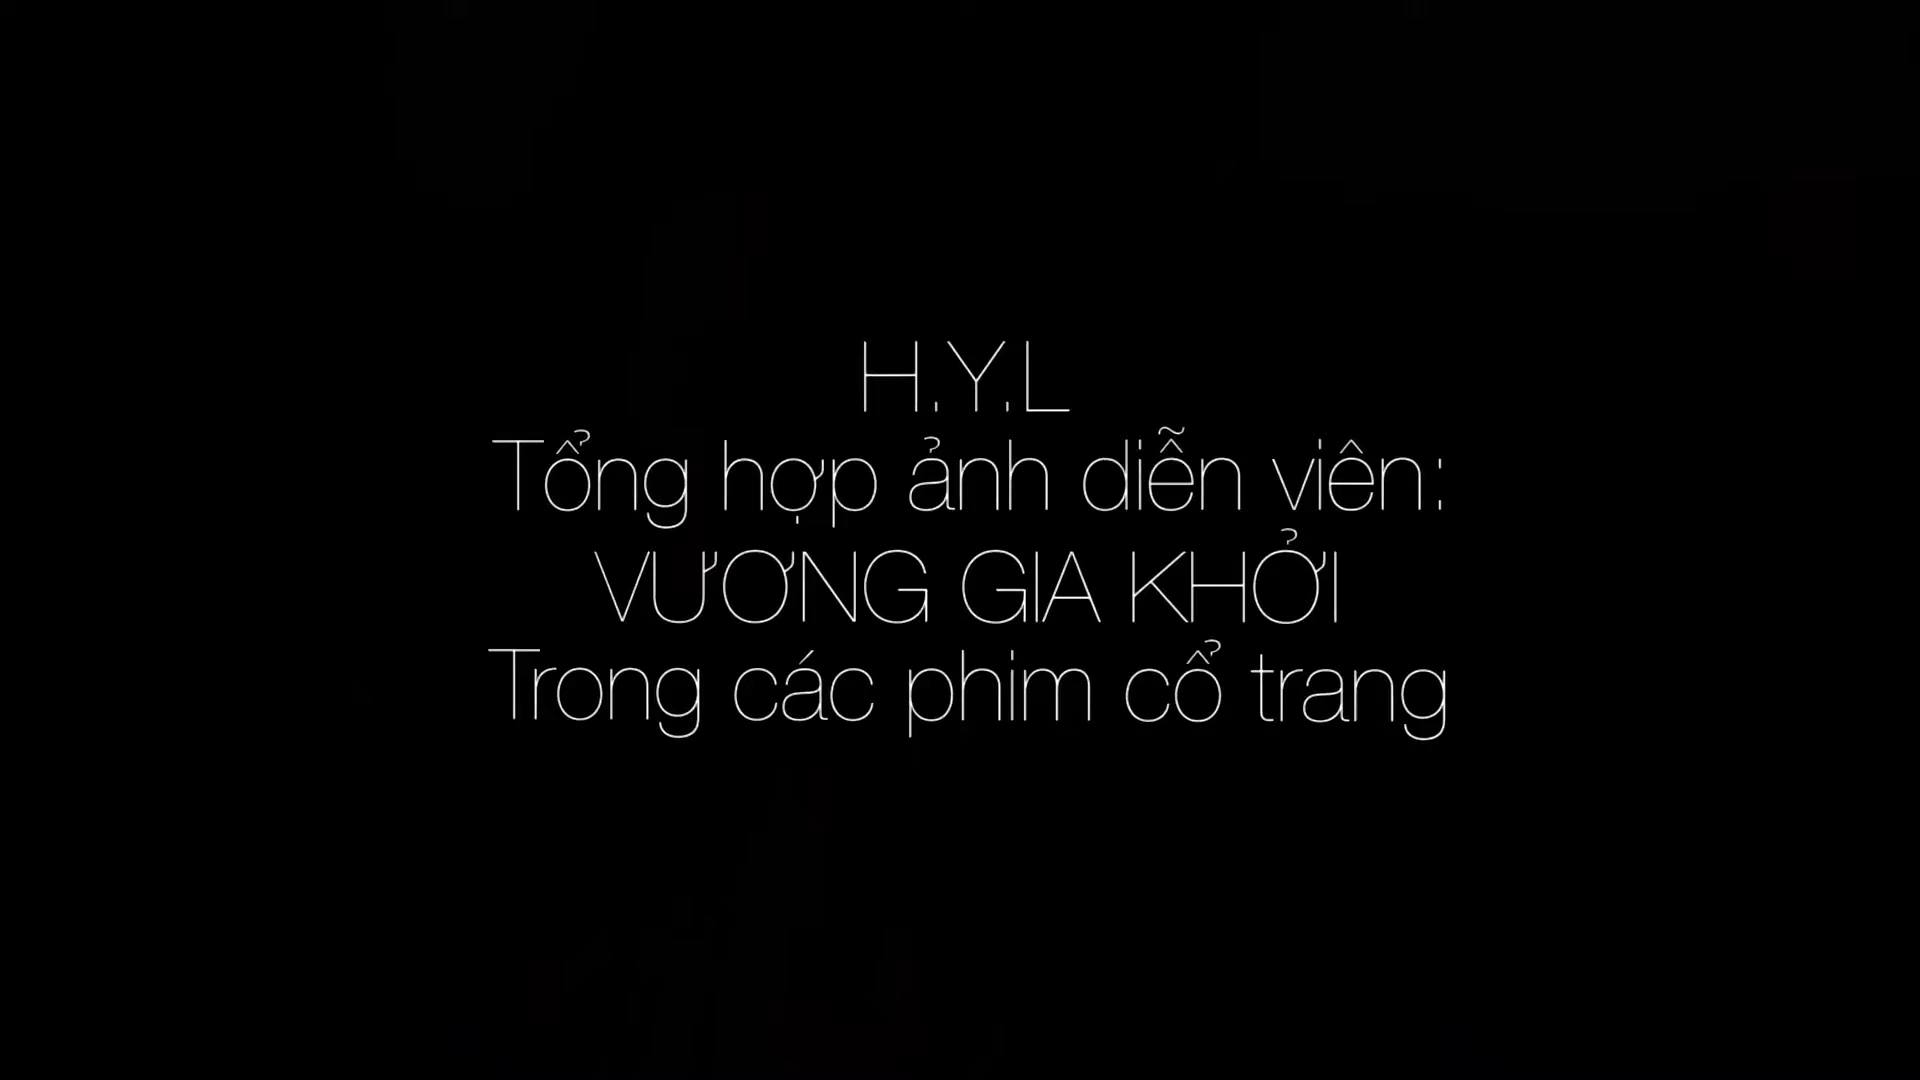 H.Y.L
Tổng hợp ảnh diễn viên:
VƯƠNG GIA KHỞI
Trong các phim cổ trang